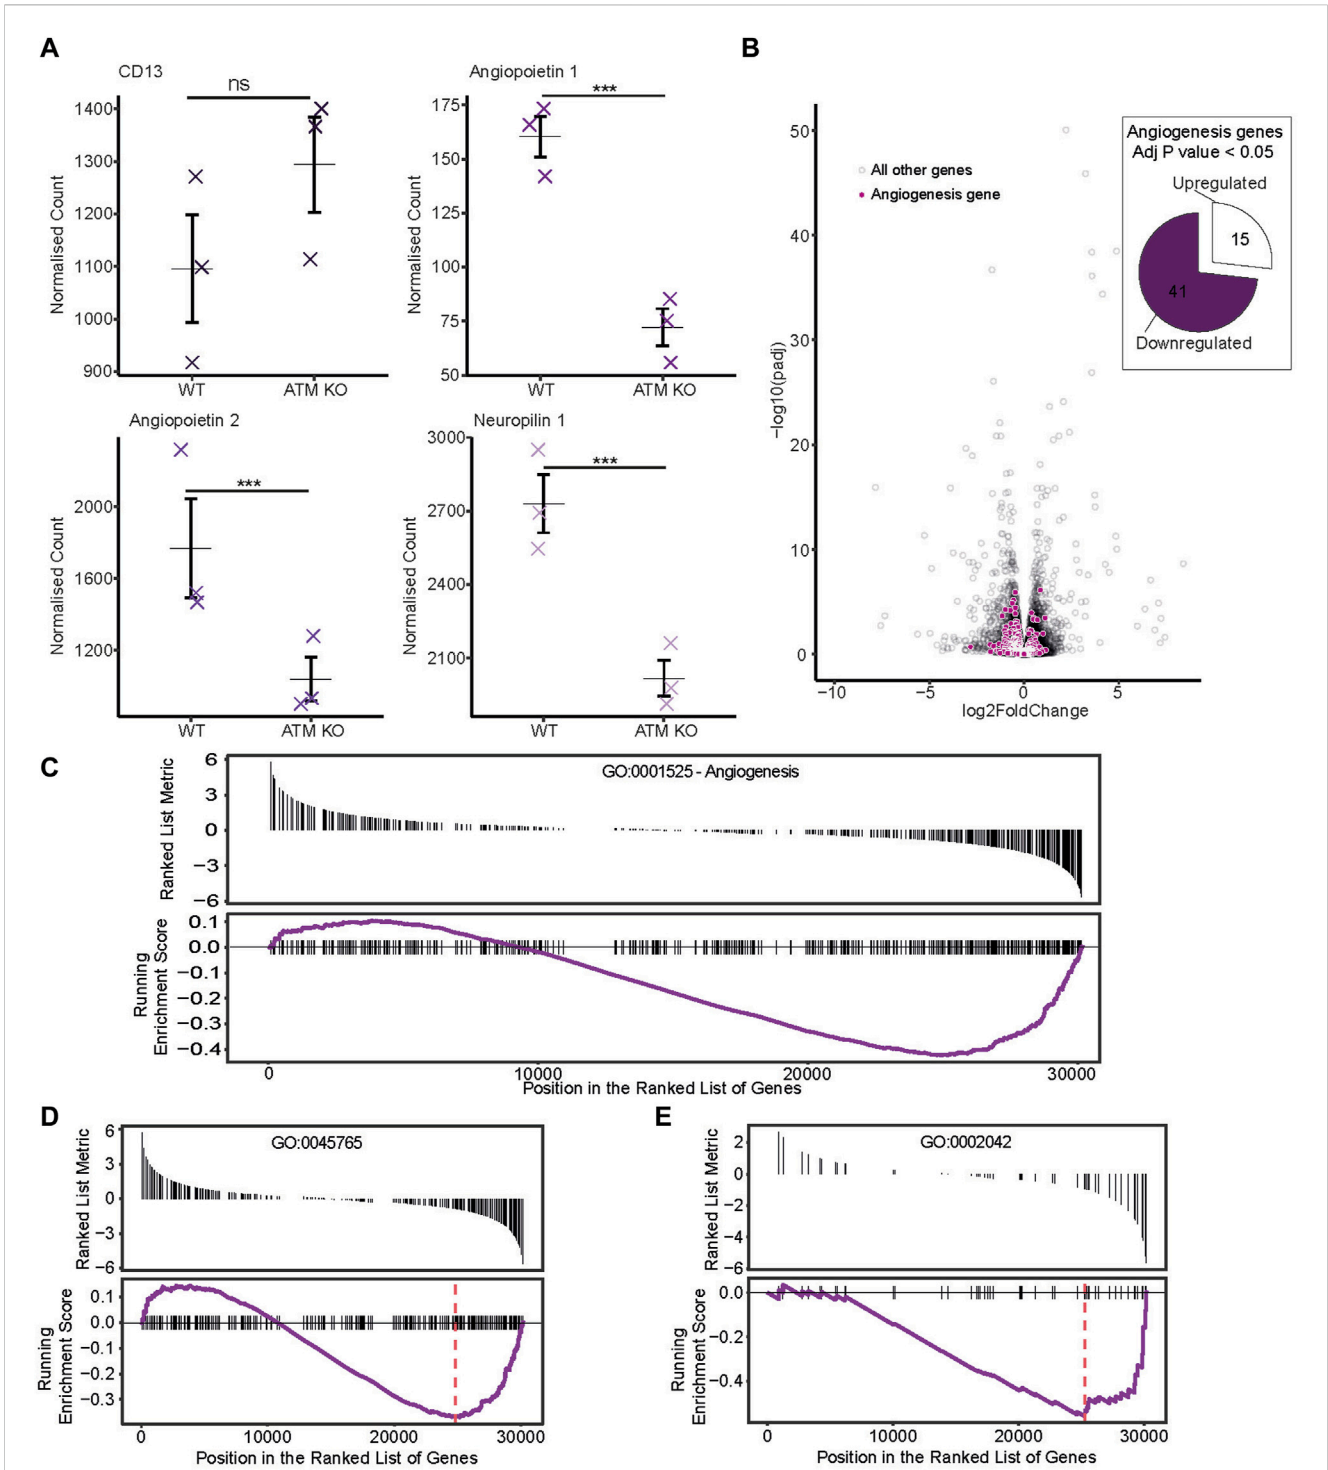 A
CD13
ns
1400
1300
1200
1100
1000
900
Normalised Count
WT
ATM KO
Angiopoietin 1
***
175
150
125
100
75
50
Normalised Count
WT
ATM KO
Angiopoietin 2
***
2000
1600
1200
Normalised Count
WT
ATM KO
Neuropilin 1
***
3000
2700
2400
2100
Normalised Count
WT
ATM KO
B
50
40
30
20
10
0
−log10(padj)
All other genes
Angiogenesis gene
Angiogenesis genes
Adj P value < 0.05
Upregulated
15
41
Downregulated
−10
−5
0
5
log2FoldChange
C
GO:0001525 - Angiogenesis
6
3
0
−3
−6
Ranked List Metric
0.1
0.0
−0.1
−0.2
−0.3
−0.4
Running
Enrichment Score
0
10000
20000
30000
Position in the Ranked List of Genes
D
GO:0045765
6
3
0
−3
−6
Ranked List Metric
0.1
0.0
−0.1
−0.2
−0.3
Running
Enrichment Score
0
10000
20000
30000
Position in the Ranked List of Genes
E
GO:0002042
2
0
−2
−4
−6
Ranked List Metric
0.0
−0.2
−0.4
Running
Enrichment Score
0
10000
20000
30000
Position in the Ranked List of Genes